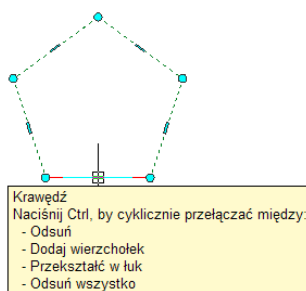 Krawędź
Naciśnij Ctrl, by cyklicznie przełączać między:
- Odsuń
- Dodaj wierzchołek
- Przekształć w łuk
- Odsuń wszystko